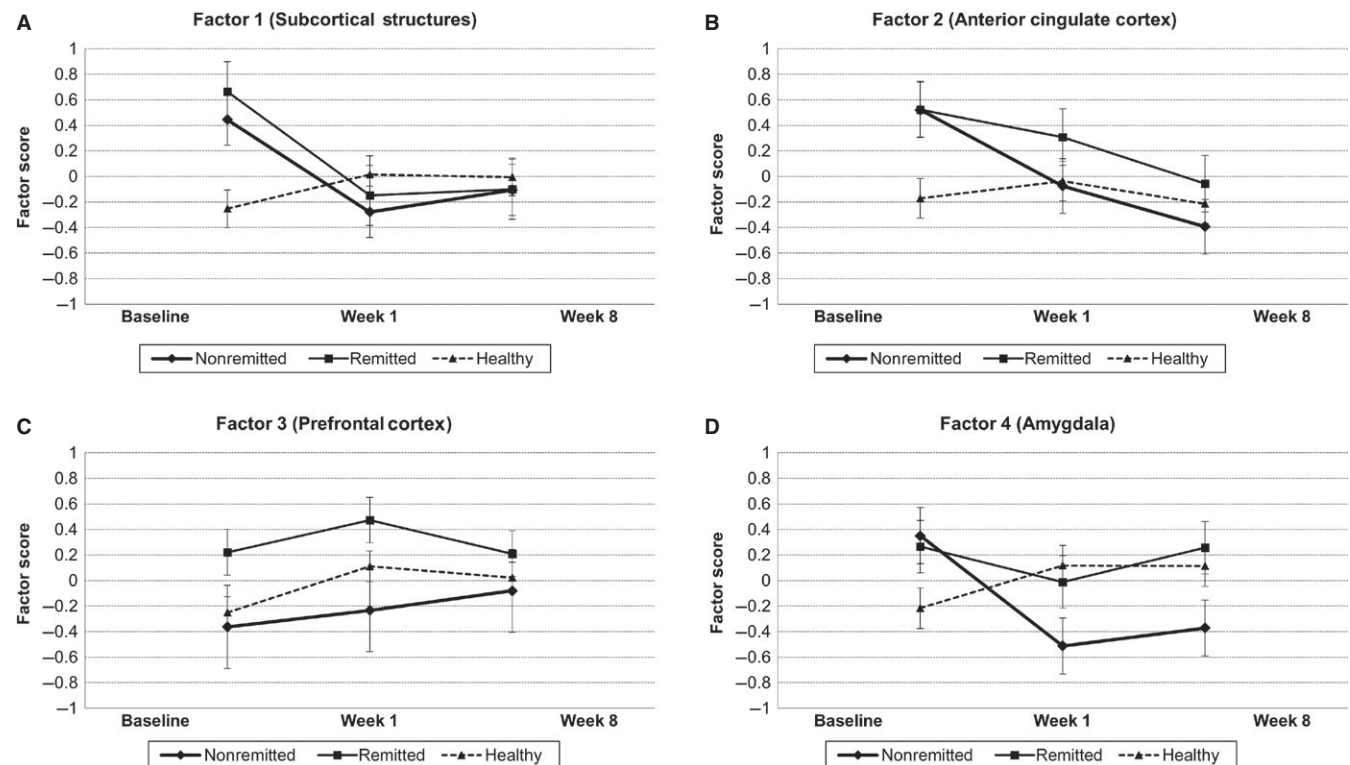 A
Factor 1 (Subcortical structures)
Factor score
1
0.8
0.6
0.4
0.2
0
–0.2
–0.4
–0.6
–0.8
–1
Baseline Week 1 Week 8
Nonremitted Remitted Healthy
B
Factor 2 (Anterior cingulate cortex)
Factor score
1
0.8
0.6
0.4
0.2
0
–0.2
–0.4
–0.6
–0.8
–1
Baseline Week 1 Week 8
Nonremitted Remitted Healthy
C
Factor 3 (Prefrontal cortex)
Factor score
1
0.8
0.6
0.4
0.2
0
–0.2
–0.4
–0.6
–0.8
–1
Baseline Week 1 Week 8
Nonremitted Remitted Healthy
D
Factor 4 (Amygdala)
Factor score
1
0.8
0.6
0.4
0.2
0
–0.2
–0.4
–0.6
–0.8
–1
Baseline Week 1 Week 8
Nonremitted Remitted Healthy